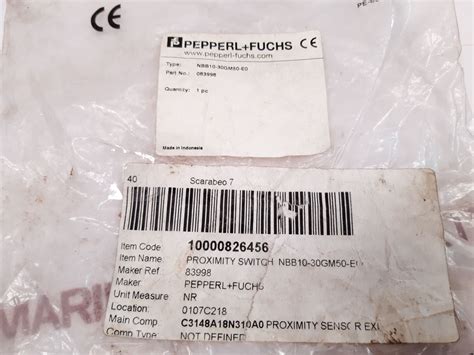 CE
PE
PEPPERL+FUCHS CE
www.pepperl-fuchs.com
Type: NBB10-30GM50-E0
Part No.: 083998
Quantity: 1 pc
Made in Indonesia
40 Scarabeo 7
Item Code: 10000826456
Item Name: PROXIMITY SWITCH NBB10-30GM50-E0
Maker Ref 83998
Maker PEPPERL+FUCHS
Unit Measure NR
Location: 0107C218
Main Comp. C3148A18N310A0 PROXIMITY SENSOR
Comp Type NOT DEFINED
MARI